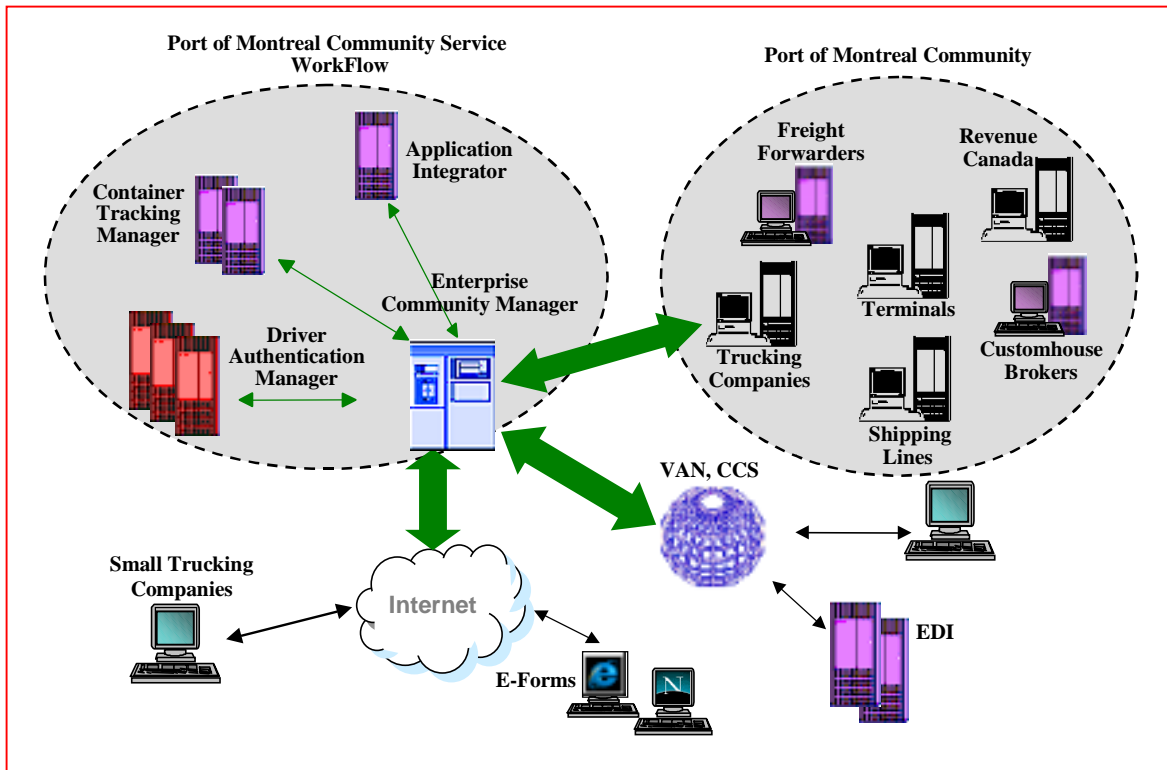 Port of Montreal Community Service
WorkFlow
Port of Montreal Community
Application
Integrator
Container
Tracking
Manager
Enterprise
Community Manager
Driver
Authentication
Manager
Freight
Forwarders
Revenue
Canada
Terminals
Trucking
Companies
Customhouse
Brokers
Shipping
Lines
VAN, CCS
Small Trucking
Companies
Internet
EDI
E-Forms
e
N